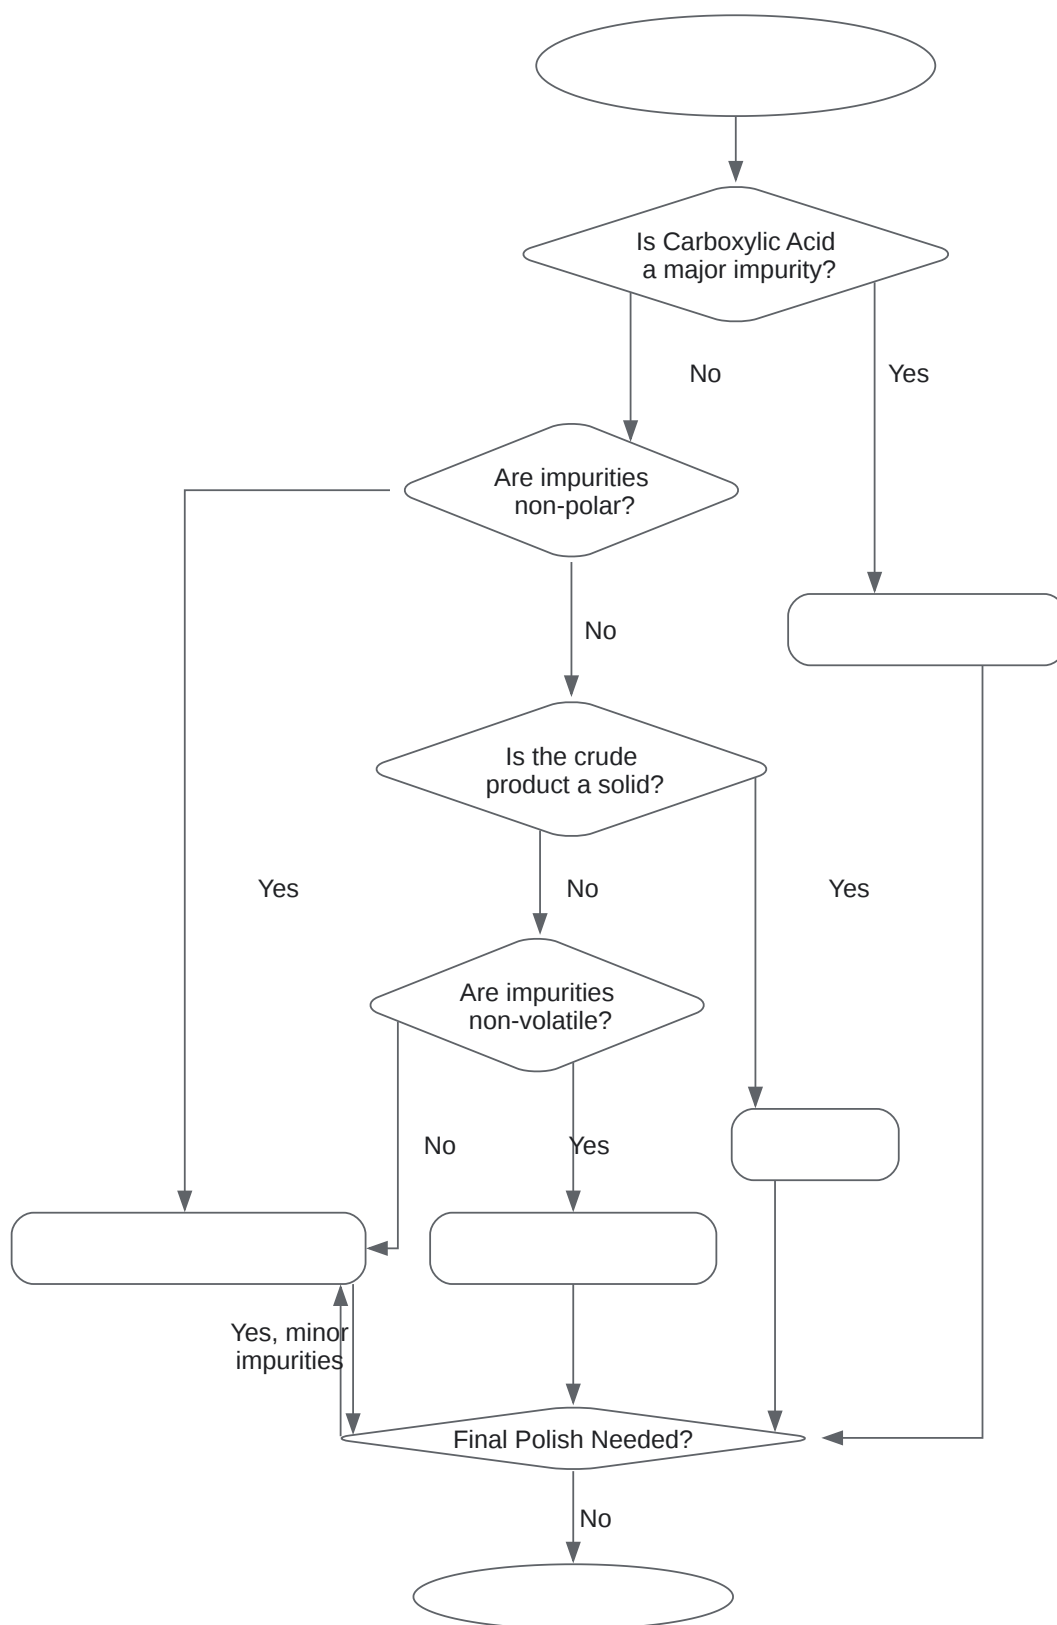 Is Carboxylic Acid
a major impurity?
No
Yes
Are impurities
non-polar?
No
Is the crude
product a solid?
Yes
No
Yes
Are impurities
non-volatile?
No
Yes
Yes, minor
impurities
Final Polish Needed?
No